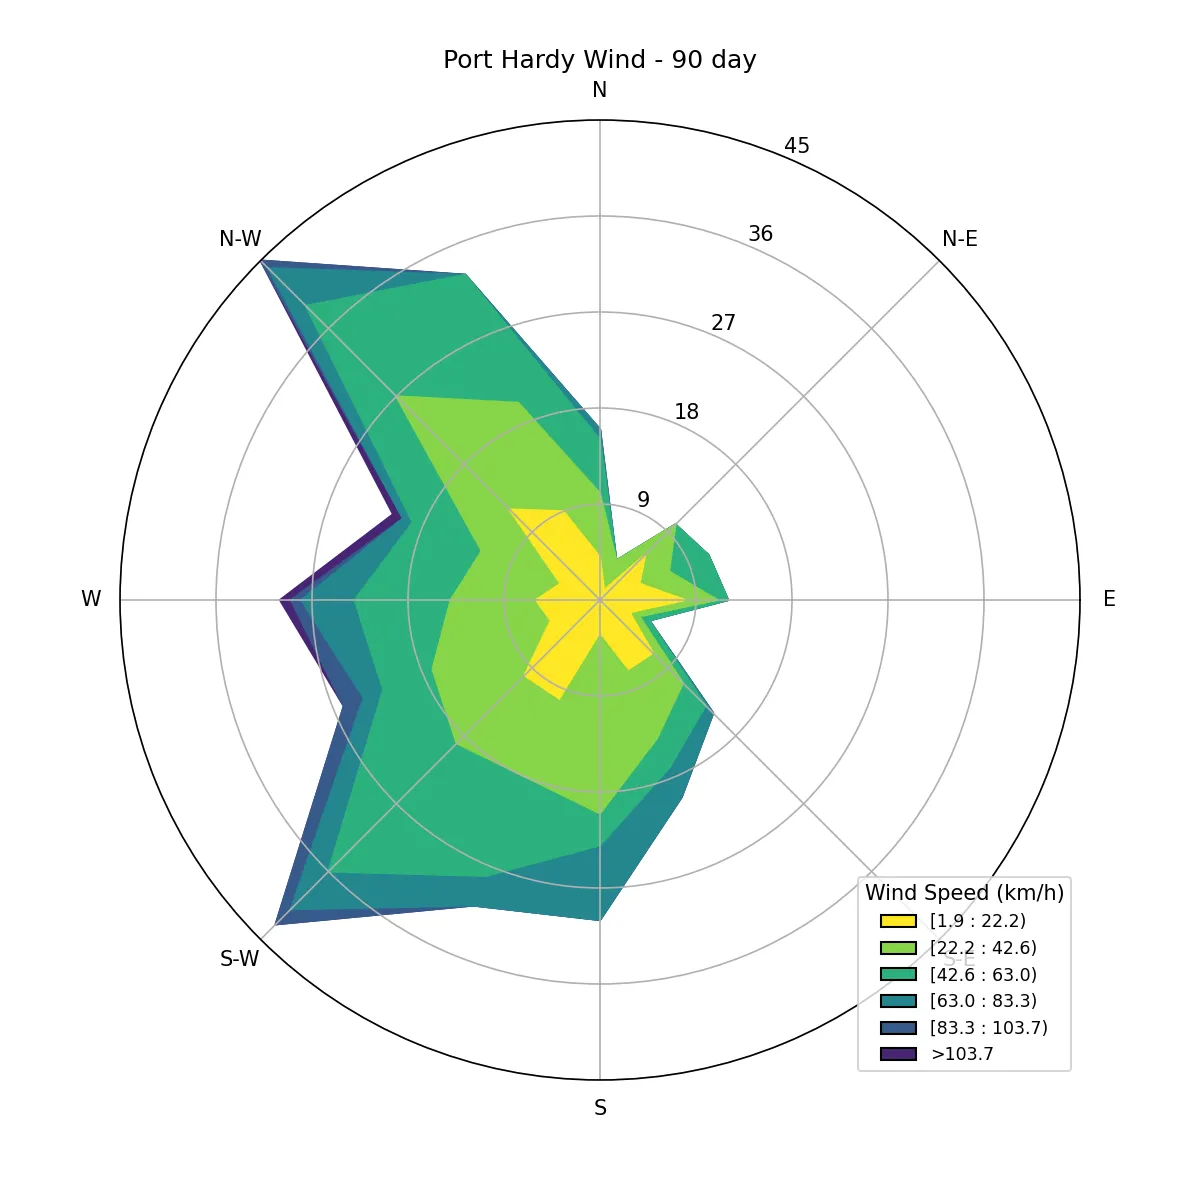 Port Hardy Wind - 90 day
N
45
36
N-W
N-E
27
18
9
W
E
Wind Speed (km/h)
[1.9 : 22.2)
[22.2 : 42.6)
[42.6 : 63.0)
[63.0 : 83.3)
[83.3 : 103.7)
>103.7
S-W
S-E
S